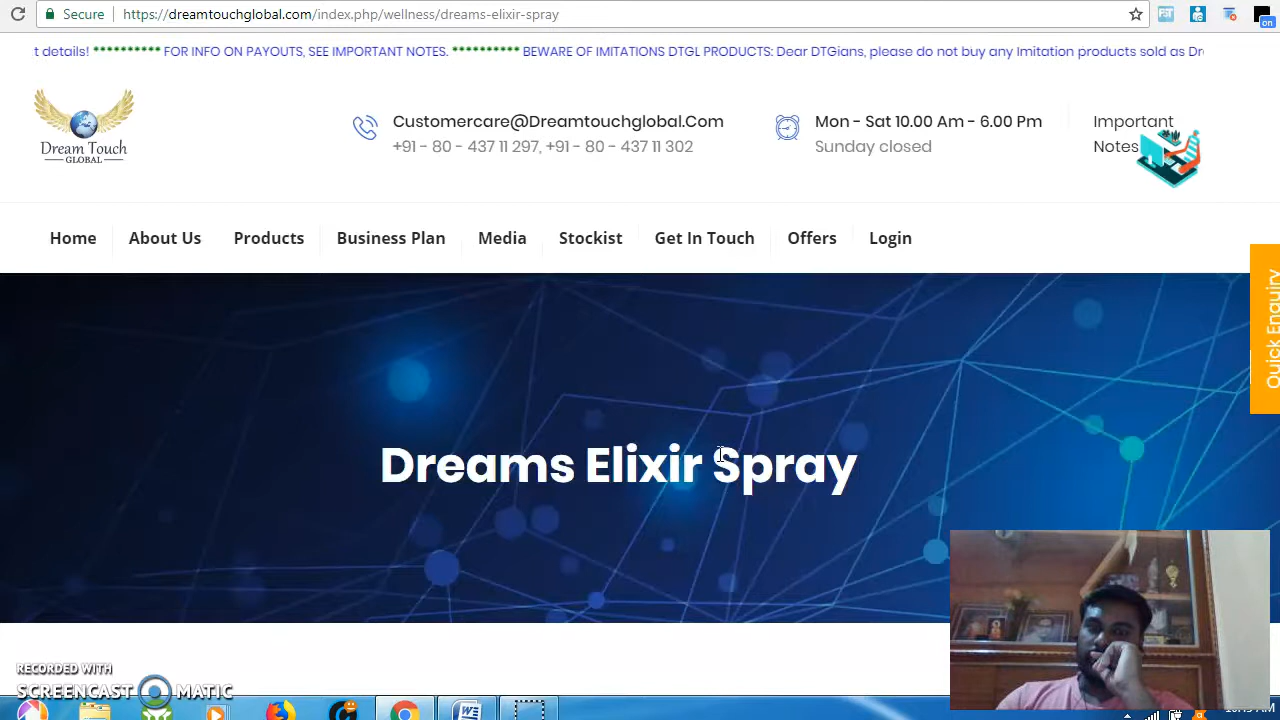 Secure https://dreamtouchglobal.com/index.php/wellness/dreams-elixir-spray
on
t details! ********** FOR INFO ON PAYOUTS, SEE IMPORTANT NOTES. ********** BEWARE OF IMITATIONS DTGL PRODUCTS: Dear DTGians, please do not buy any Imitation products sold as Dr
Dream Touch
GLOBAL
Customercare@Dreamtouchglobal.Com
+91 - 80 - 437 11 297, +91 - 80 - 437 11 302
Mon - Sat 10.00 Am - 6.00 Pm
Sunday closed
Important
Notes
Home About Us Products Business Plan Media Stockist Get In Touch Offers Login
Quick Enquiry
Dreams Elixir Spray
RECORDED WITH
SCREENCAST MATIC